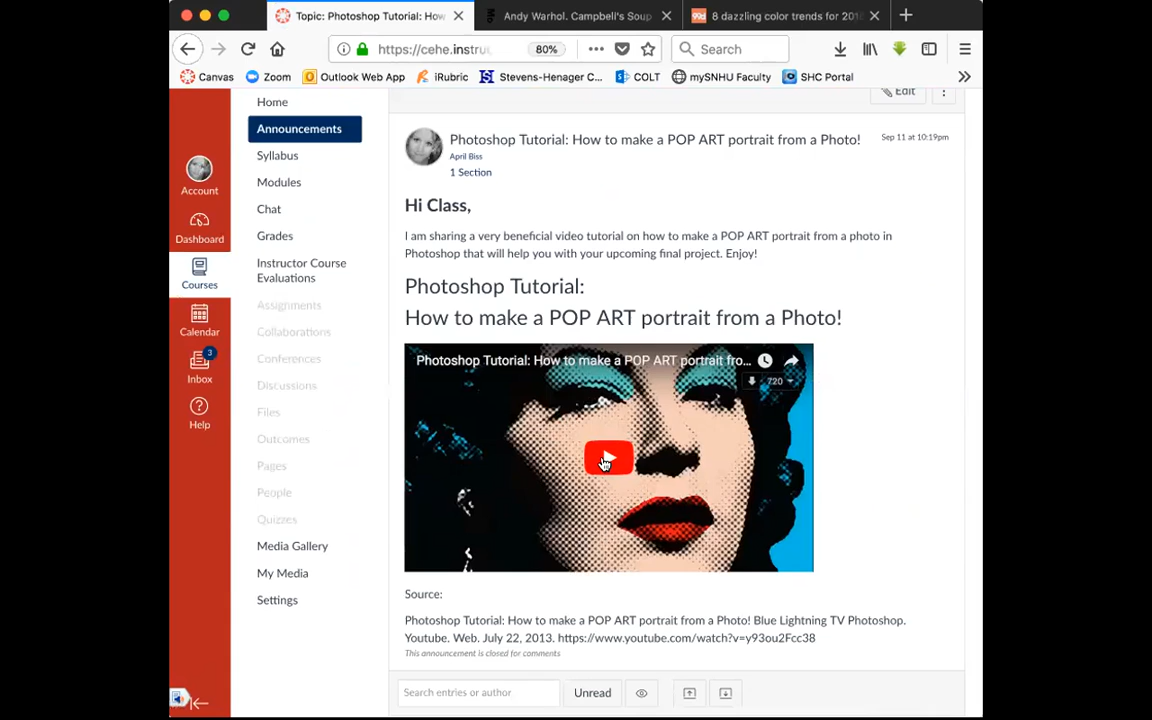 Topic: Photoshop Tutorial: How
Andy Warhol. Campbell's Soup
99d 8 dazzling color trends for 201
https://cehe.instru
80%
Search
Canvas Zoom Outlook Web App iRubric Stevens-Henager C... COLT mySNHU Faculty SHC Portal
Account
Dashboard
Courses
Calendar
3
Inbox
Help
Home
Announcements
Syllabus
Modules
Chat
Grades
Instructor Course
Evaluations
Assignments
Collaborations
Conferences
Discussions
Files
Outcomes
Pages
People
Quizzes
Media Gallery
My Media
Settings
Edit
Photoshop Tutorial: How to make a POP ART portrait from a Photo!
Sep 11 at 10:19pm
April Biss
1 Section
Hi Class,
I am sharing a very beneficial video tutorial on how to make a POP ART portrait from a photo in
Photoshop that will help you with your upcoming final project. Enjoy!
Photoshop Tutorial:
How to make a POP ART portrait from a Photo!
Photoshop Tutorial: How to make a POP ART portrait fro...
720
Source:
Photoshop Tutorial: How to make a POP ART portrait from a Photo! Blue Lightning TV Photoshop.
Youtube. Web. July 22, 2013. https://www.youtube.com/watch?v=y93ou2Fcc38
This announcement is closed for comments
Search entries or author
Unread